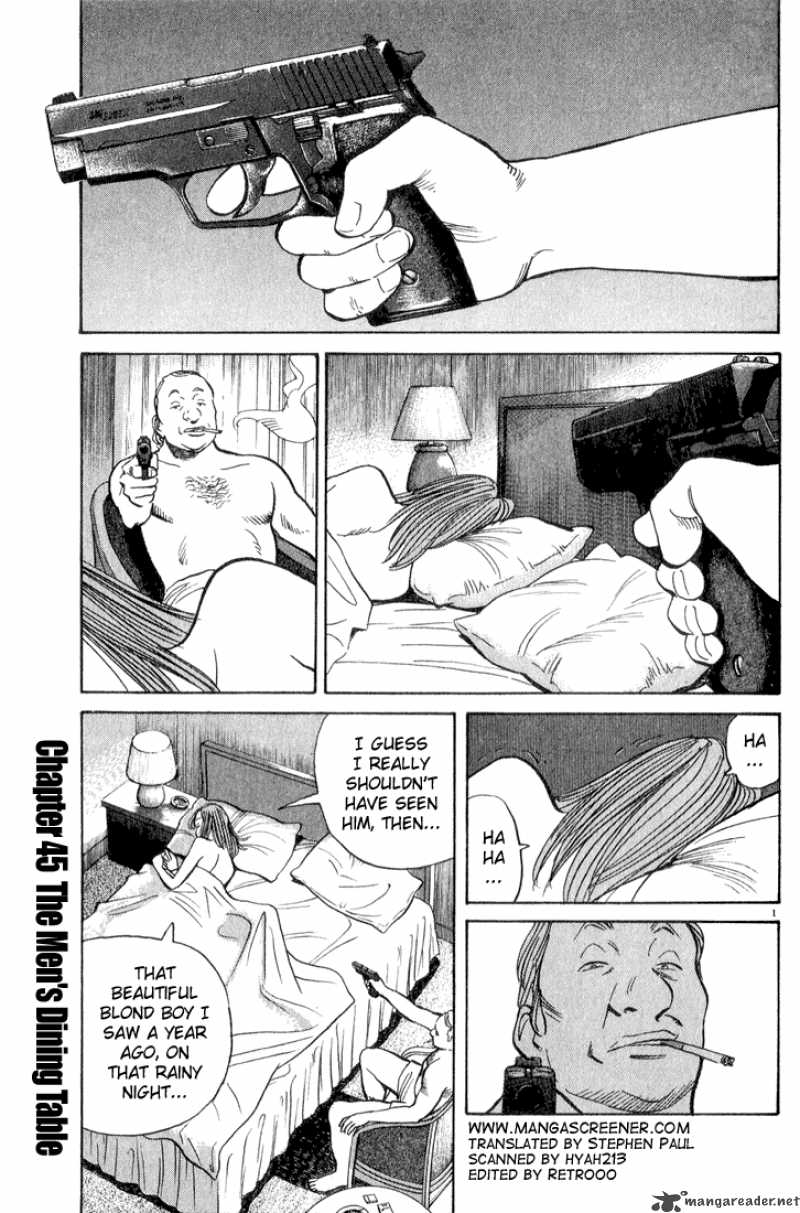 HA
...
HA
HA
...
I GUESS
I REALLY
SHOULDN'T
HAVE SEEN
HIM, THEN...
THAT
BEAUTIFUL
BLOND BOY I
SAW A YEAR
AGO, ON
THAT RAINY
NIGHT...
1
Chapter 45 The Men's Dining Table
WWW.MANGASCREENER.COM
TRANSLATED BY STEPHEN PAUL
SCANNED BY HYAH213
EDITED BY RETROOO
mangareader.net